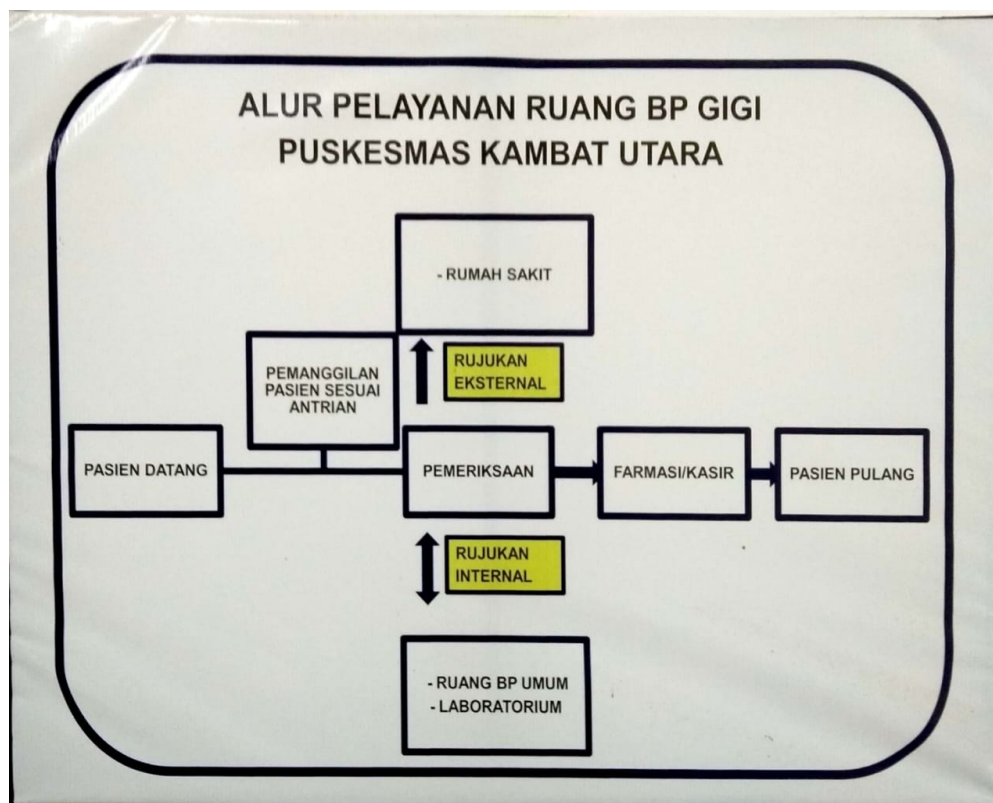 ALUR PELAYANAN RUANG BP GIGI
PUSKESMAS KAMBAT UTARA
- RUMAH SAKIT
RUJUKAN
EKSTERNAL
PEMANGGILAN
PASIEN SESUAI
ANTRIAN
PASIEN DATANG
PEMERIKSAAN
FARMASI/KASIR
PASIEN PULANG
RUJUKAN
INTERNAL
- RUANG BP UMUM
- LABORATORIUM